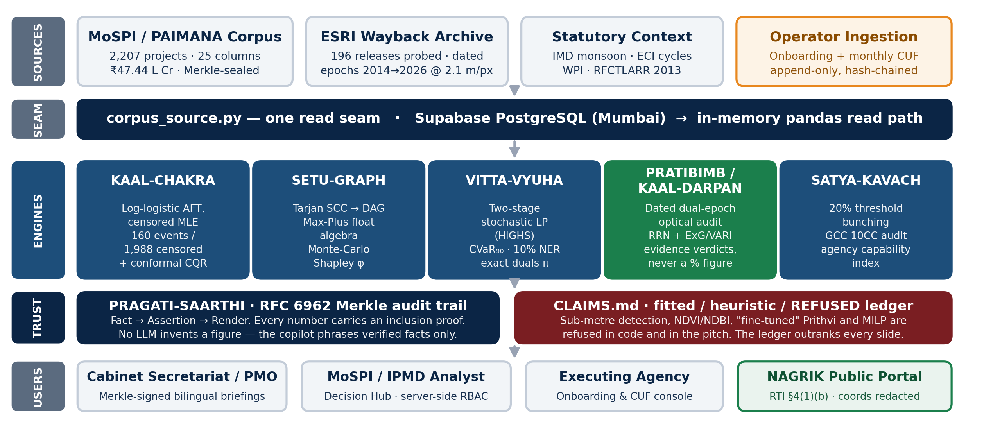 SOURCES
MoSPI / PAIMANA Corpus
2,207 projects · 25 columns
₹47.44 L Cr · Merkle-sealed
ESRI Wayback Archive
196 releases probed · dated
epochs 2014→2026 @ 2.1 m/px
Statutory Context
IMD monsoon · ECI cycles
WPI · RFCTLARR 2013
Operator Ingestion
Onboarding + monthly CUF
append-only, hash-chained
SEAM
corpus_source.py — one read seam · Supabase PostgreSQL (Mumbai) → in-memory pandas read path
ENGINES
KAAL-CHAKRA
Log-logistic AFT,
censored MLE
160 events /
1,988 censored
+ conformal CQR
SETU-GRAPH
Tarjan SCC → DAG
Max-Plus float
algebra
Monte-Carlo
Shapley φ
VITTA-VYUHA
Two-stage
stochastic LP
(HiGHS)
CVaR₉₀ · 10% NER
exact duals π
PRATIBIMB /
KAAL-DARPAN
Dated dual-epoch
optical audit
RRN + ExG/VARI
evidence verdicts,
never a % figure
SATYA-KAVACH
20% threshold
bunching
GCC 10CC audit
agency capability
index
TRUST
PRAGATI-SAARTHI · RFC 6962 Merkle audit trail
Fact → Assertion → Render. Every number carries an inclusion proof.
No LLM invents a figure — the copilot phrases verified facts only.
CLAIMS.md · fitted / heuristic / REFUSED ledger
Sub-metre detection, NDVI/NDBI, "fine-tuned" Prithvi and MILP are
refused in code and in the pitch. The ledger outranks every slide.
USERS
Cabinet Secretariat / PMO
Merkle-signed bilingual briefings
MoSPI / IPMD Analyst
Decision Hub · server-side RBAC
Executing Agency
Onboarding & CUF console
NAGRIK Public Portal
RTI §4(1)(b) · coords redacted